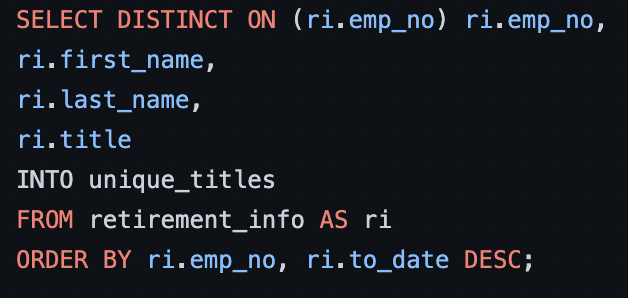 SELECT DISTINCT ON (ri.emp_no) ri.emp_no,
ri.first_name,
ri.last_name,
ri.title
INTO unique_titles
FROM retirement_info AS ri
ORDER BY ri.emp_no, ri.to_date DESC;